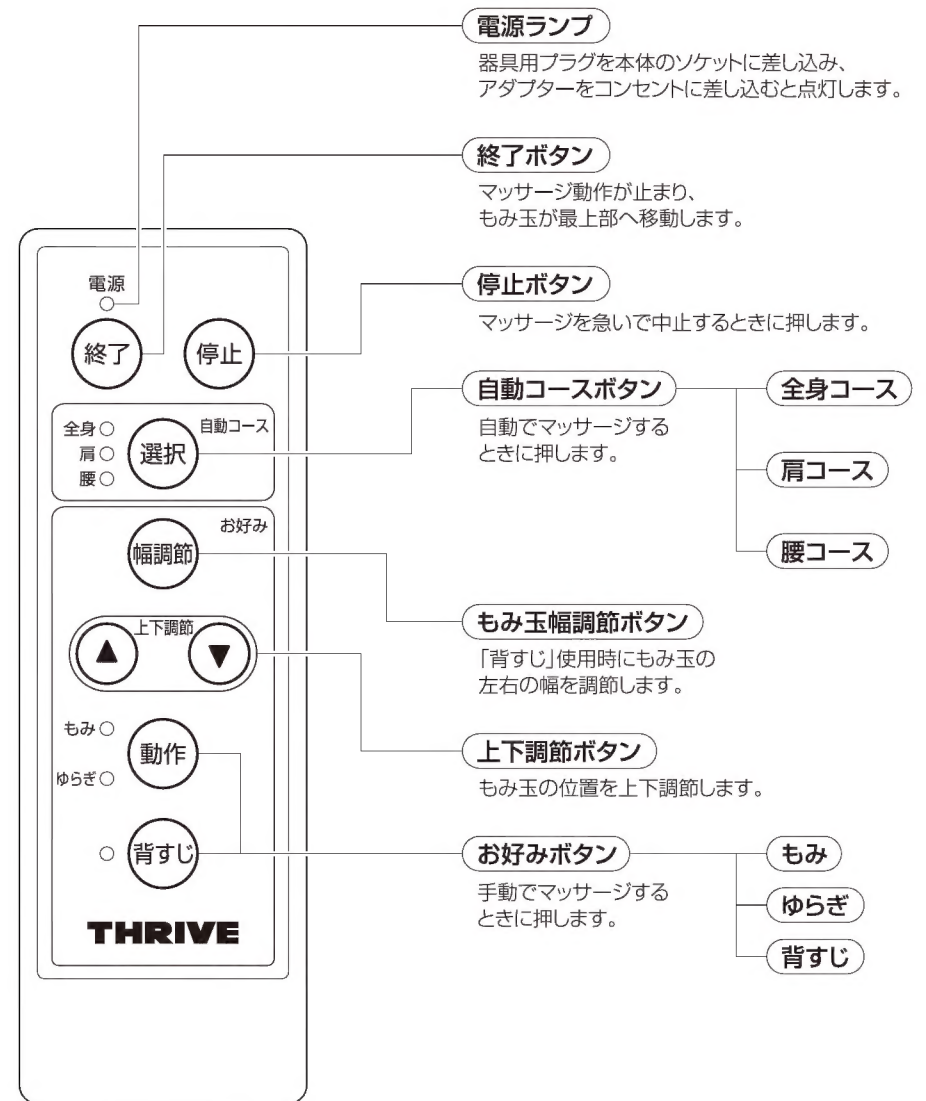 電源ランプ
器具用プラグを本体のソケットに差し込み、
アダプターをコンセントに差し込むと点灯します。
終了ボタン
マッサージ動作が止まり、
もみ玉が最上部へ移動します。
停止ボタン
マッサージを急いで中止するときに押します。
自動コースボタン
自動でマッサージする
ときに押します。
全身コース
肩コース
腰コース
もみ玉幅調節ボタン
「背すじ」使用時にもみ玉の
左右の幅を調節します。
上下調節ボタン
もみ玉の位置を上下調節します。
お好みボタン
手動でマッサージする
ときに押します。
もみ
ゆらぎ
背すじ
電源
終了
停止
全身
肩
腰
選択
自動コース
お好み
幅調節
上下調節
▲
▼
もみ
ゆらぎ
動作
背すじ
THRIVE